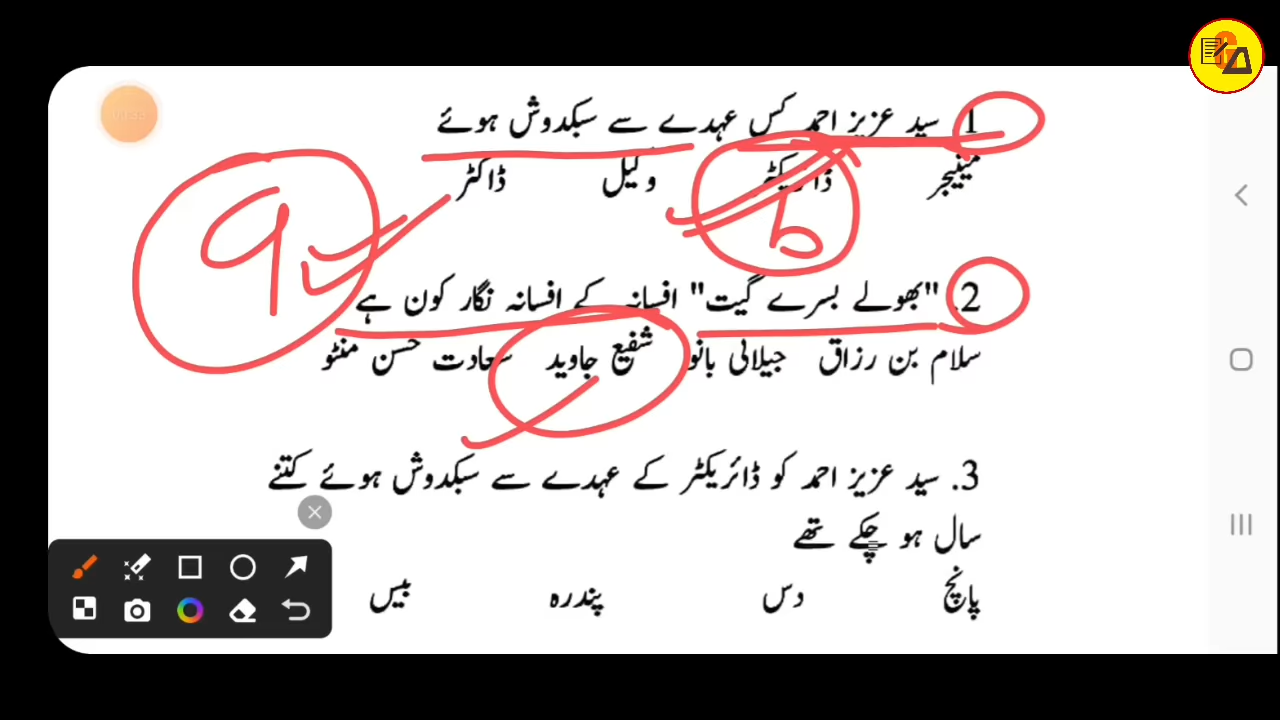 1. سید عزیز احمد کس عہدے سے سبکدوش ہوئے
مینیجر ڈائریکٹر وکیل ڈاکٹر
9 b
2. "بھولے بسرے گیت" افسانہ کے افسانہ نگار کون ہے
سلام بن رزاق جیلانی بانو شفیع جاوید سعادت حسن منٹو
3. سید عزیز احمد کو ڈائریکٹر کے عہدے سے سبکدوش ہوئے کتنے
سال ہو چکے تھے
پانچ دس پندرہ بیس